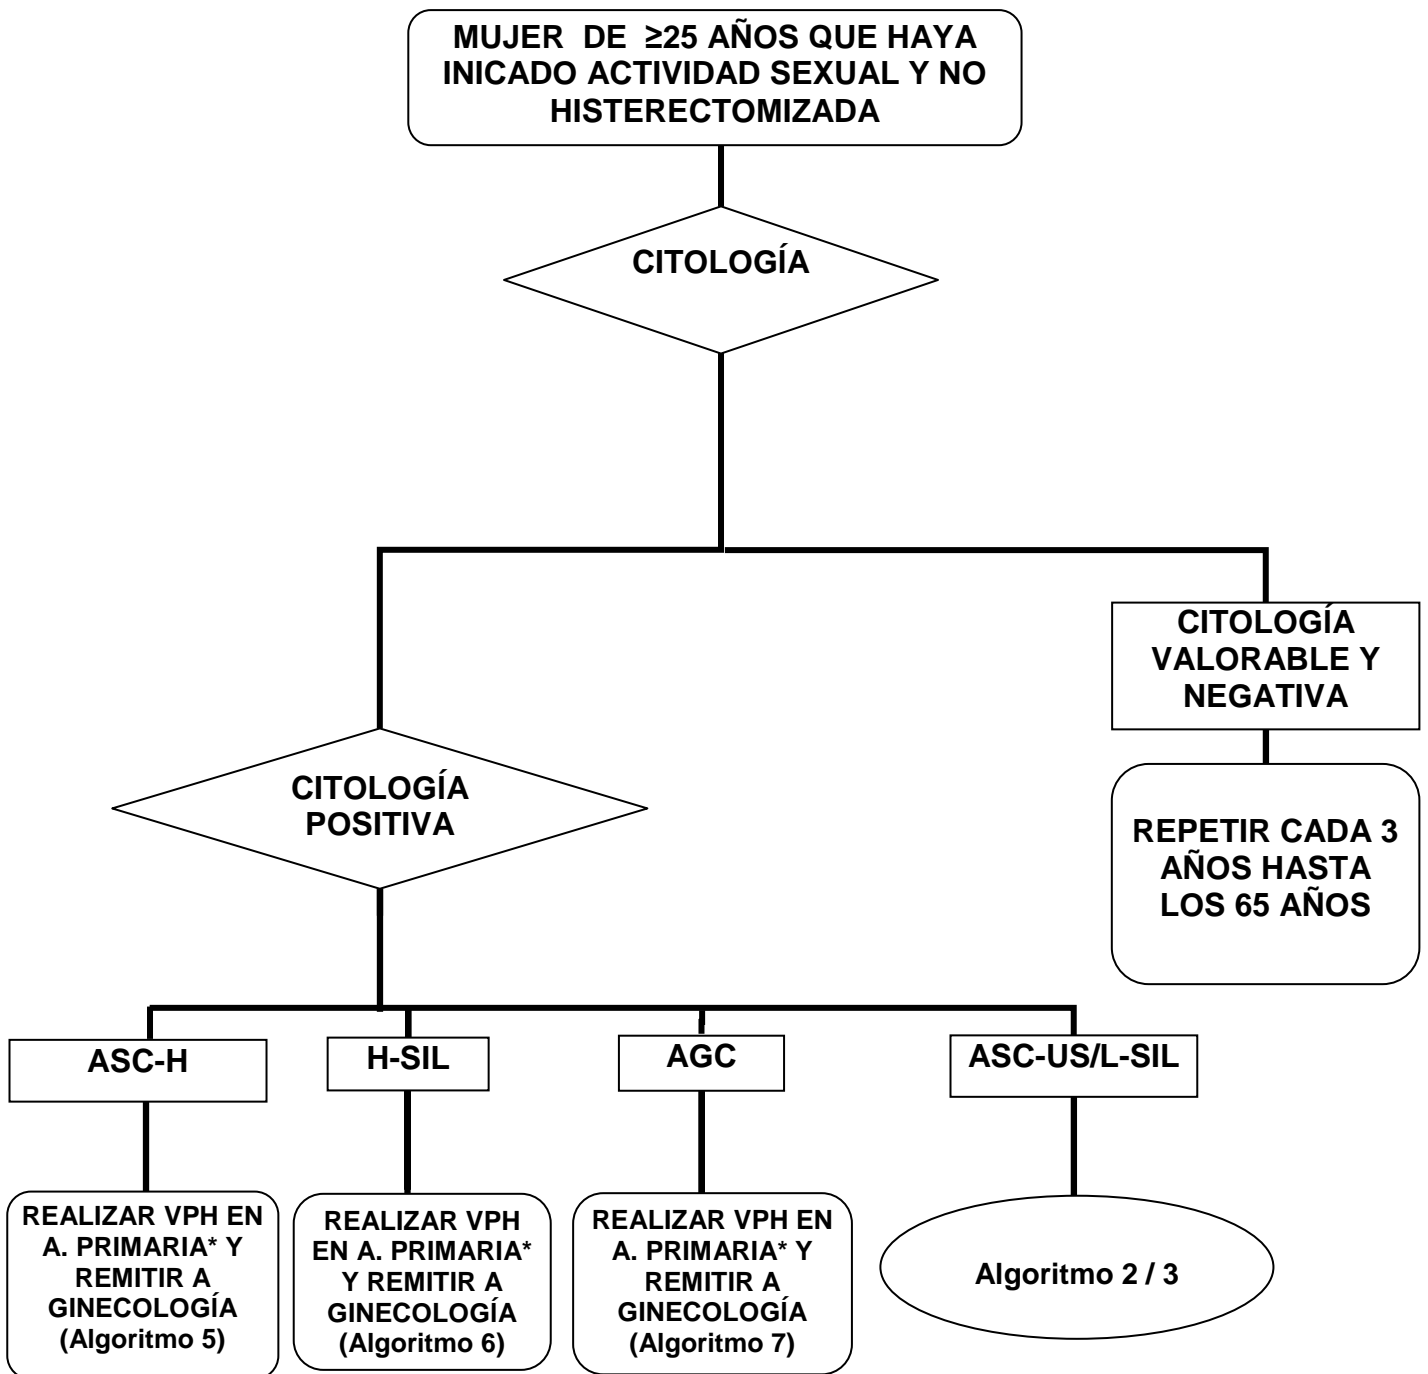 MUJER DE ≥25 AÑOS QUE HAYA
INICADO ACTIVIDAD SEXUAL Y NO
HISTERECTOMIZADA
CITOLOGÍA
CITOLOGÍA
VALORABLE Y
NEGATIVA
CITOLOGÍA
POSITIVA
REPETIR CADA 3
AÑOS HASTA
LOS 65 AÑOS
ASC-H
H-SIL
AGC
ASC-US/L-SIL
REALIZAR VPH EN
A. PRIMARIA* Y
REMITIR A
GINECOLOGÍA
(Algoritmo 5)
REALIZAR VPH
EN A. PRIMARIA*
Y REMITIR A
GINECOLOGÍA
(Algoritmo 6)
REALIZAR VPH EN
A. PRIMARIA* Y
REMITIR A
GINECOLOGÍA
(Algoritmo 7)
Algoritmo 2 / 3